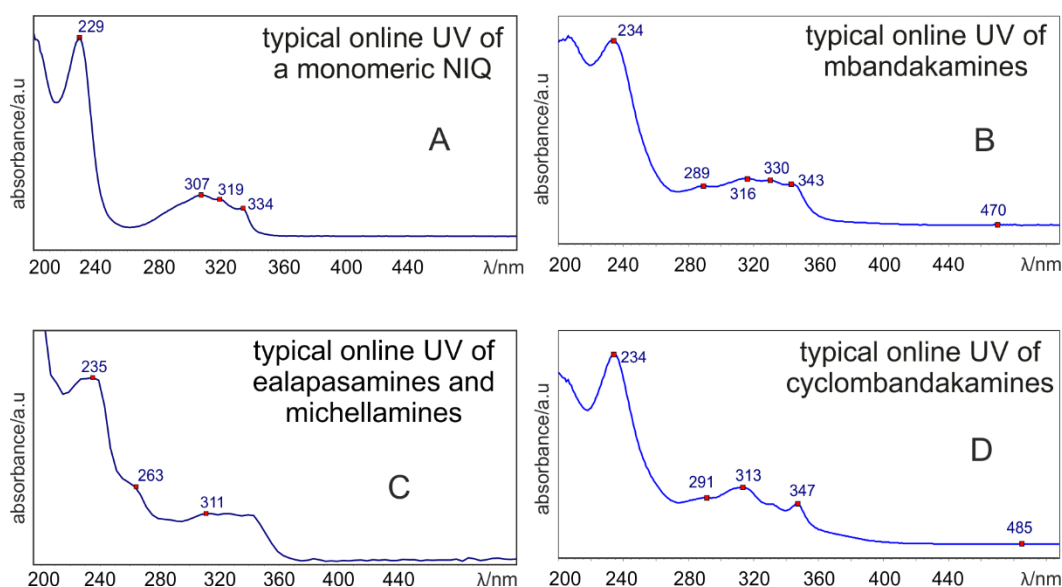 229
typical online UV of
a monomeric NIQ
A
307
319
334
absorbance/a.u
200 240 280 320 360 400 440 λ/nm
234
typical online UV of
mbandakamines
B
289
316
330
343
470
absorbance/a.u
200 240 280 320 360 440 λ/nm
235
typical online UV of
ealapasamines and
michellamines
C
263
311
absorbance/a.u
200 240 280 320 360 400 440 λ/nm
234
typical online UV of
cyclombandakamines
D
291
313
347
485
absorbance/a.u
200 240 280 320 360 440 λ/nm